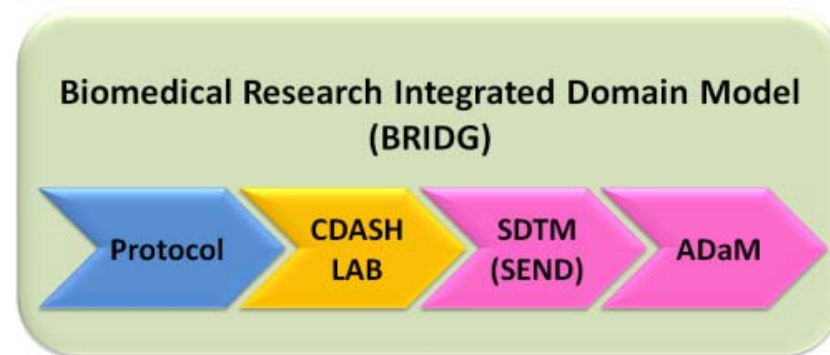 Biomedical Research Integrated Domain Model
(BRIDG)
Protocol
CDASH
LAB
SDTM
(SEND)
ADaM